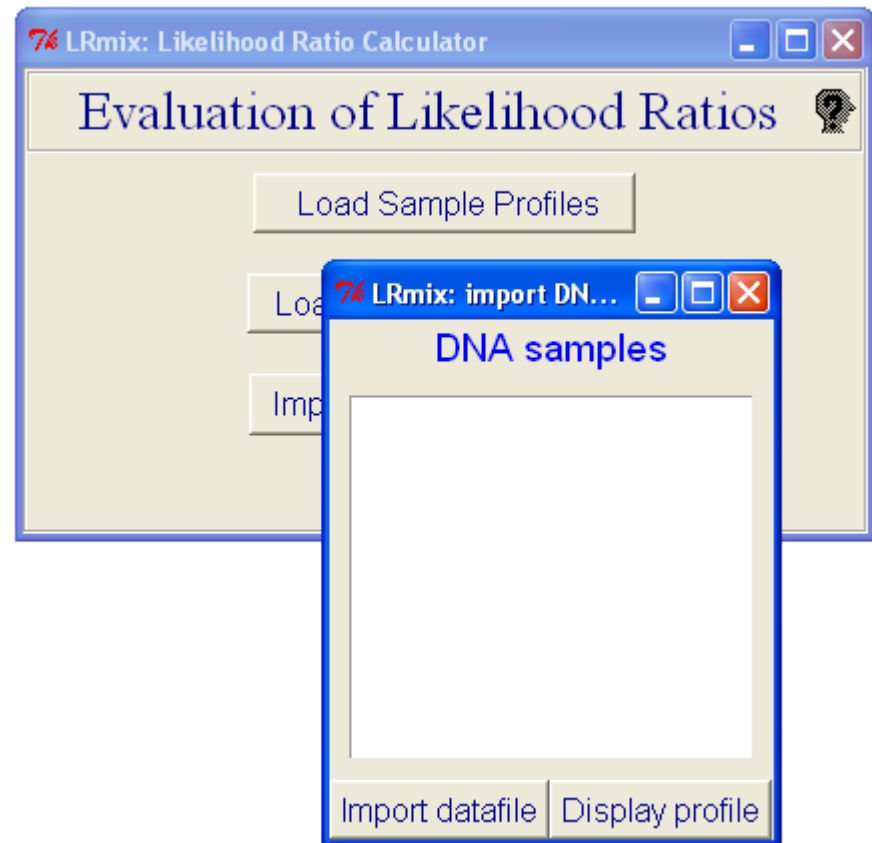 LRmix: Likelihood Ratio Calculator
Evaluation of Likelihood Ratios
Load Sample Profiles
LRmix: import DN...
DNA samples
Import datafile
Display profile